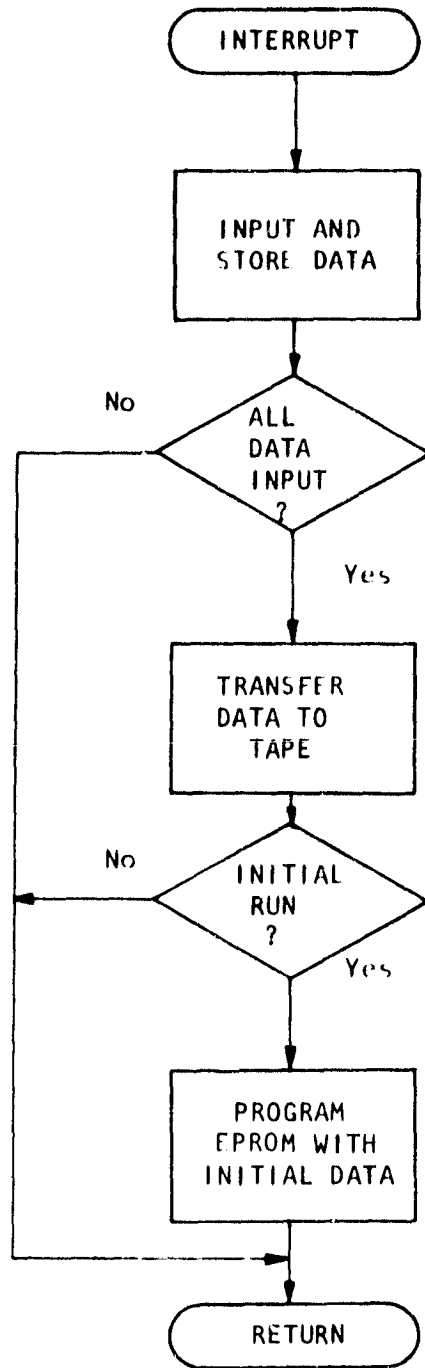 INTERRUPT
INPUT AND
STORE DATA
No
ALL
DATA
INPUT
?
Yes
TRANSFER
DATA TO
TAPE
No
INITIAL
RUN
?
Yes
PROGRAM
EPROM WITH
INITIAL DATA
RETURN